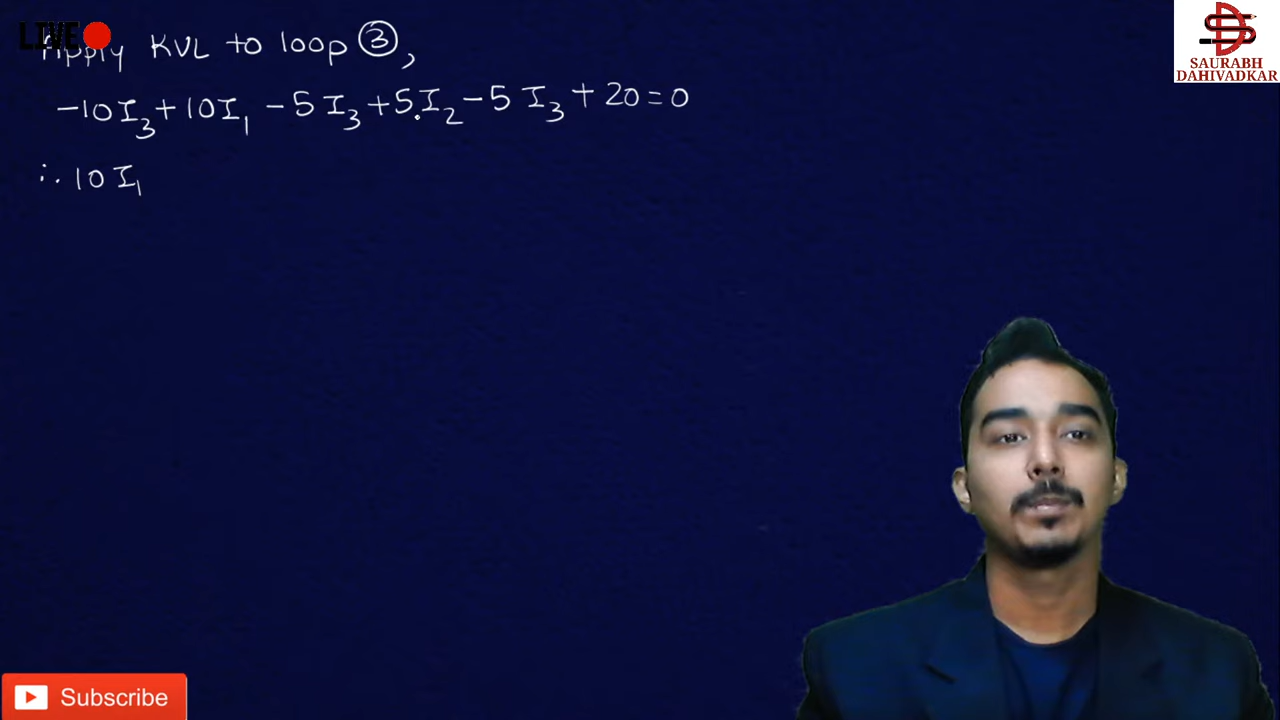 LIVE
Apply KVL to loop ③,
-10I₃ + 10I₁ - 5I₃ + 5I₂ - 5I₃ + 20 = 0
∴ 10I₁
SAURABH
DAHIVADKAR
Subscribe